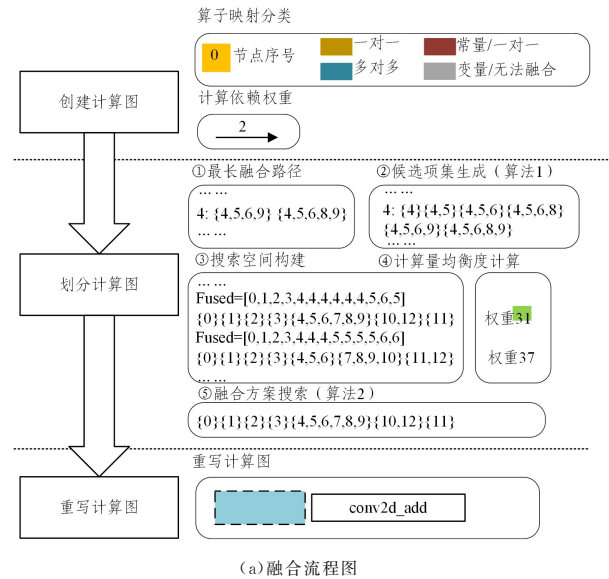 算子映射分类
0 节点序号 一对一 常量/一对一
多对多 变量/无法融合
创建计算图
计算依赖权重
2
①最长融合路径
……
4: {4,5,6,9} {4,5,6,8,9}
……
②候选项集生成（算法1）
……
4: {4}{4,5}{4,5,6}{4,5,6,8}
{4,5,6,9}{4,5,6,8,9}
……
划分计算图
③搜索空间构建
……
Fused=[0,1,2,3,4,4,4,4,4,4,5,6,5]
{0}{1}{2}{3}{4,5,6,7,8,9}{10,12}{11}
Fused=[0,1,2,3,4,4,4,5,5,5,5,6,6]
{0}{1}{2}{3}{4,5,6}{7,8,9,10}{11,12}
……
④计算量均衡度计算
权重31
权重37
⑤融合方案搜索（算法2）
{0}{1}{2}{3}{4,5,6,7,8,9}{10,12}{11}
重写计算图
重写计算图
conv2d_add
(a)融合流程图